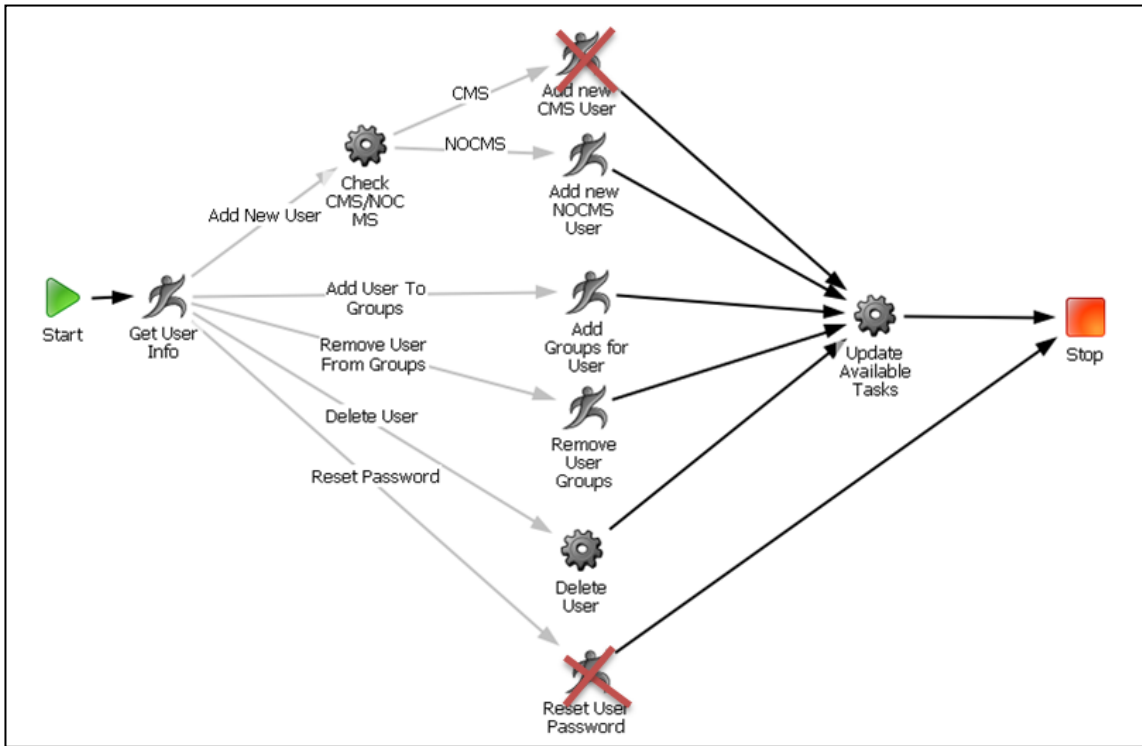 CMS
Add new
CMS User
NOCMS
Check
CMS/NOC
MS
Add new
NOCMS
User
Add New User
Start
Get User
Info
Add User To
Groups
Add
Groups for
User
Remove User
From Groups
Update
Available
Tasks
Stop
Delete User
Remove
User
Groups
Reset Password
Delete
User
Reset User
Password